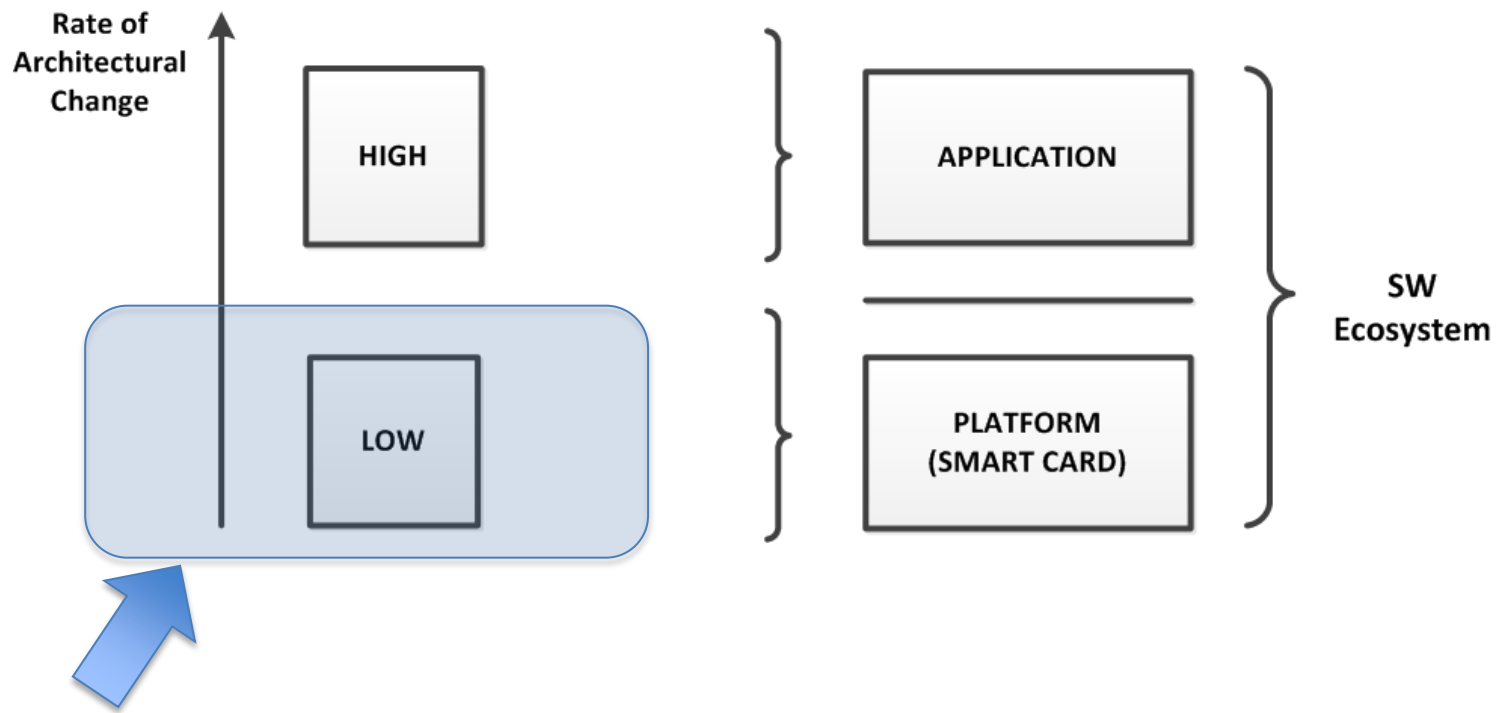 Rate of
Architectural
Change
HIGH
APPLICATION
SW
Ecosystem
LOW
PLATFORM
(SMART CARD)